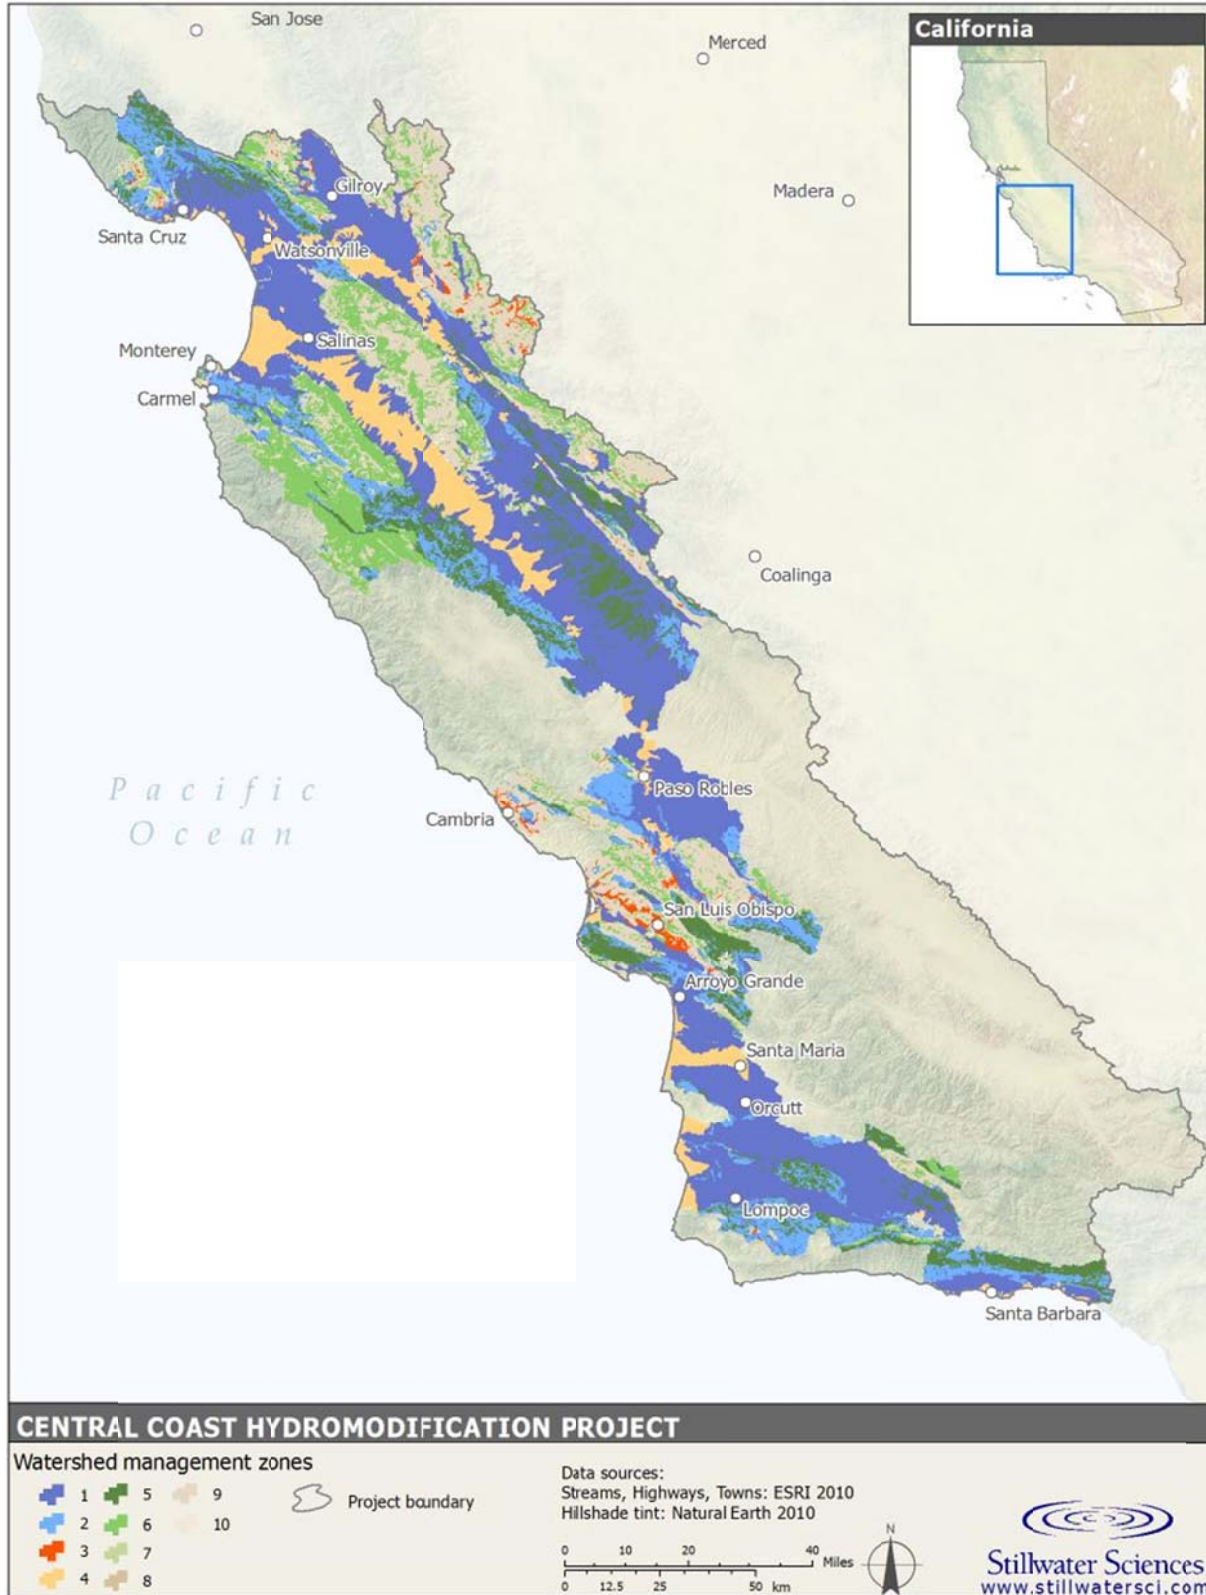 San Jose
Merced
California
Gilroy
Madera
Santa Cruz
Watsonville
Salinas
Monterey
Carmel
Coalinga
Pacific
Ocean
Paso Robles
Cambria
San Luis Obispo
Arroyo Grande
Santa Maria
Orcutt
Lompoc
Santa Barbara
CENTRAL COAST HYDROMODIFICATION PROJECT
Watershed management zones
1 5 9
2 6 10
3 7
4 8
Project boundary
Data sources:
Streams, Highways, Towns: ESRI 2010
Hillshade tint: Natural Earth 2010
0 10 20 40 Miles
0 12.5 25 50 km
N
Stillwater Sciences
www.stillwatersci.com